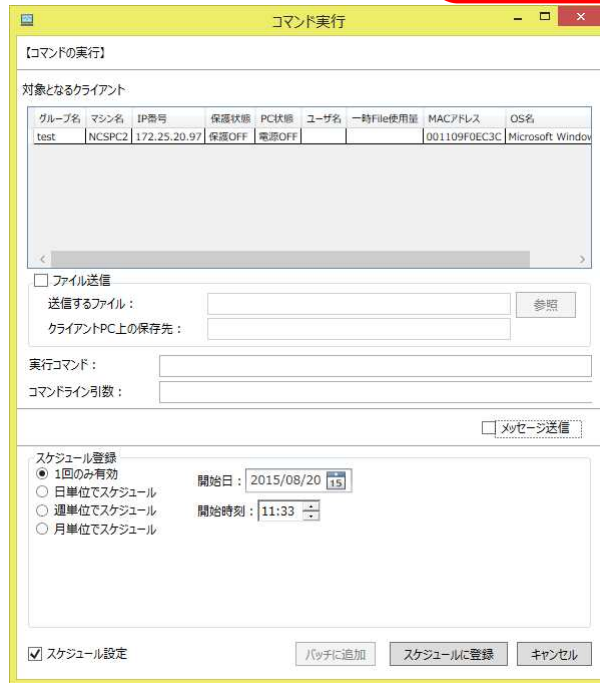 コマンド実行
【コマンドの実行】
対象となるクライアント
グループ名 マシン名 IP番号 保護状態 PC状態 ユーザ名 一時File使用量 MACアドレス OS名
test NCSPC2 172.25.20.97 保護OFF 電源OFF 001109F0EC3C Microsoft Window
ファイル送信
送信するファイル：
参照
クライアントPC上の保存先：
実行コマンド：
コマンドライン引数：
メッセージ送信
スケジュール登録
1回のみ有効
日単位でスケジュール
週単位でスケジュール
月単位でスケジュール
開始日：2015/08/20 15
開始時刻：11:33
スケジュール設定
バッチに追加
スケジュールに登録
キャンセル